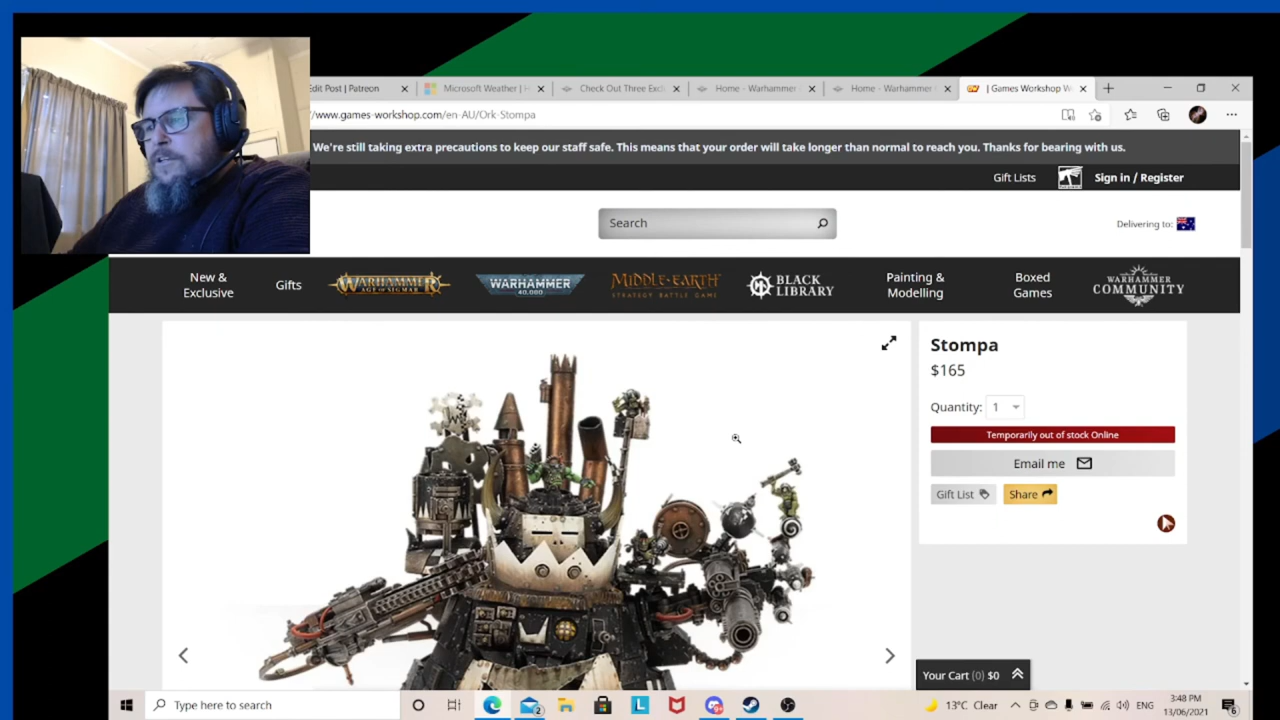 Edit Post | Patreon
Microsoft Weather | H
Check Out Three Exci
Home - Warhammer
Home - Warhammer
| Games Workshop W
/www.games-workshop.com/en-AU/Ork-Stompa
We're still taking extra precautions to keep our staff safe. This means that your order will take longer than normal to reach you. Thanks for bearing with us.
Gift Lists
Sign in / Register
Search
Delivering to:
New &
Exclusive
Gifts
WARHAMMER
AGE OF SIGMAR
WARHAMMER
40,000
MIDDLE-EARTH
STRATEGY BATTLE GAME
BLACK
LIBRARY
Painting &
Modelling
Boxed
Games
WARHAMMER
COMMUNITY
Stompa
$165
Quantity: 1
Temporarily out of stock Online
Email me
Gift List
Share
Your Cart (0) $0
Type here to search
13°C Clear
ENG
3:48 PM
13/06/2021